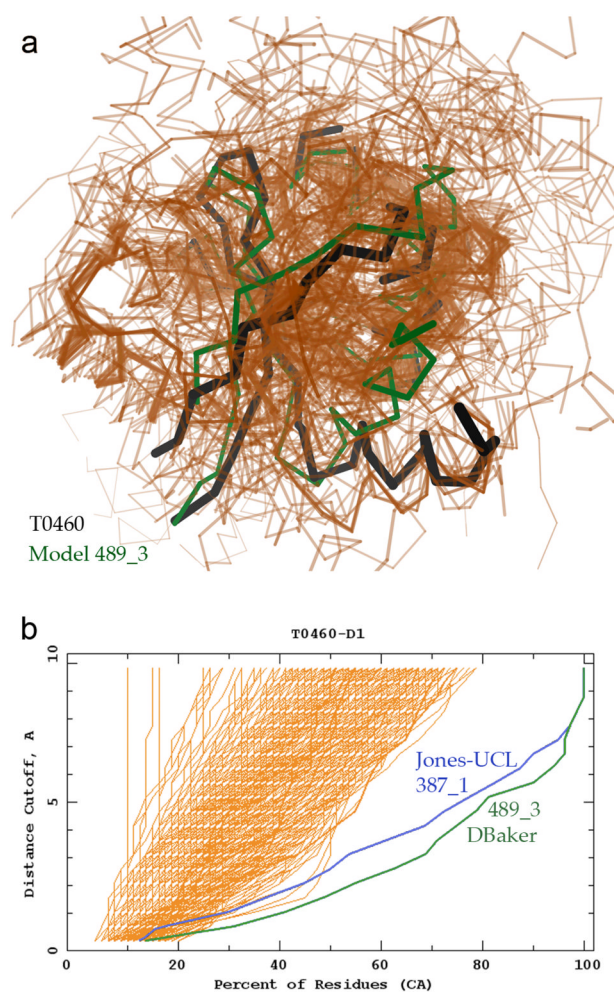 a
T0460
Model 489_3
b
T0460-D1
10
5
0
Distance Cutoff, A
Jones-UCL
387_1
489_3
DBaker
0 20 40 60 80 100
Percent of Residues (CA)